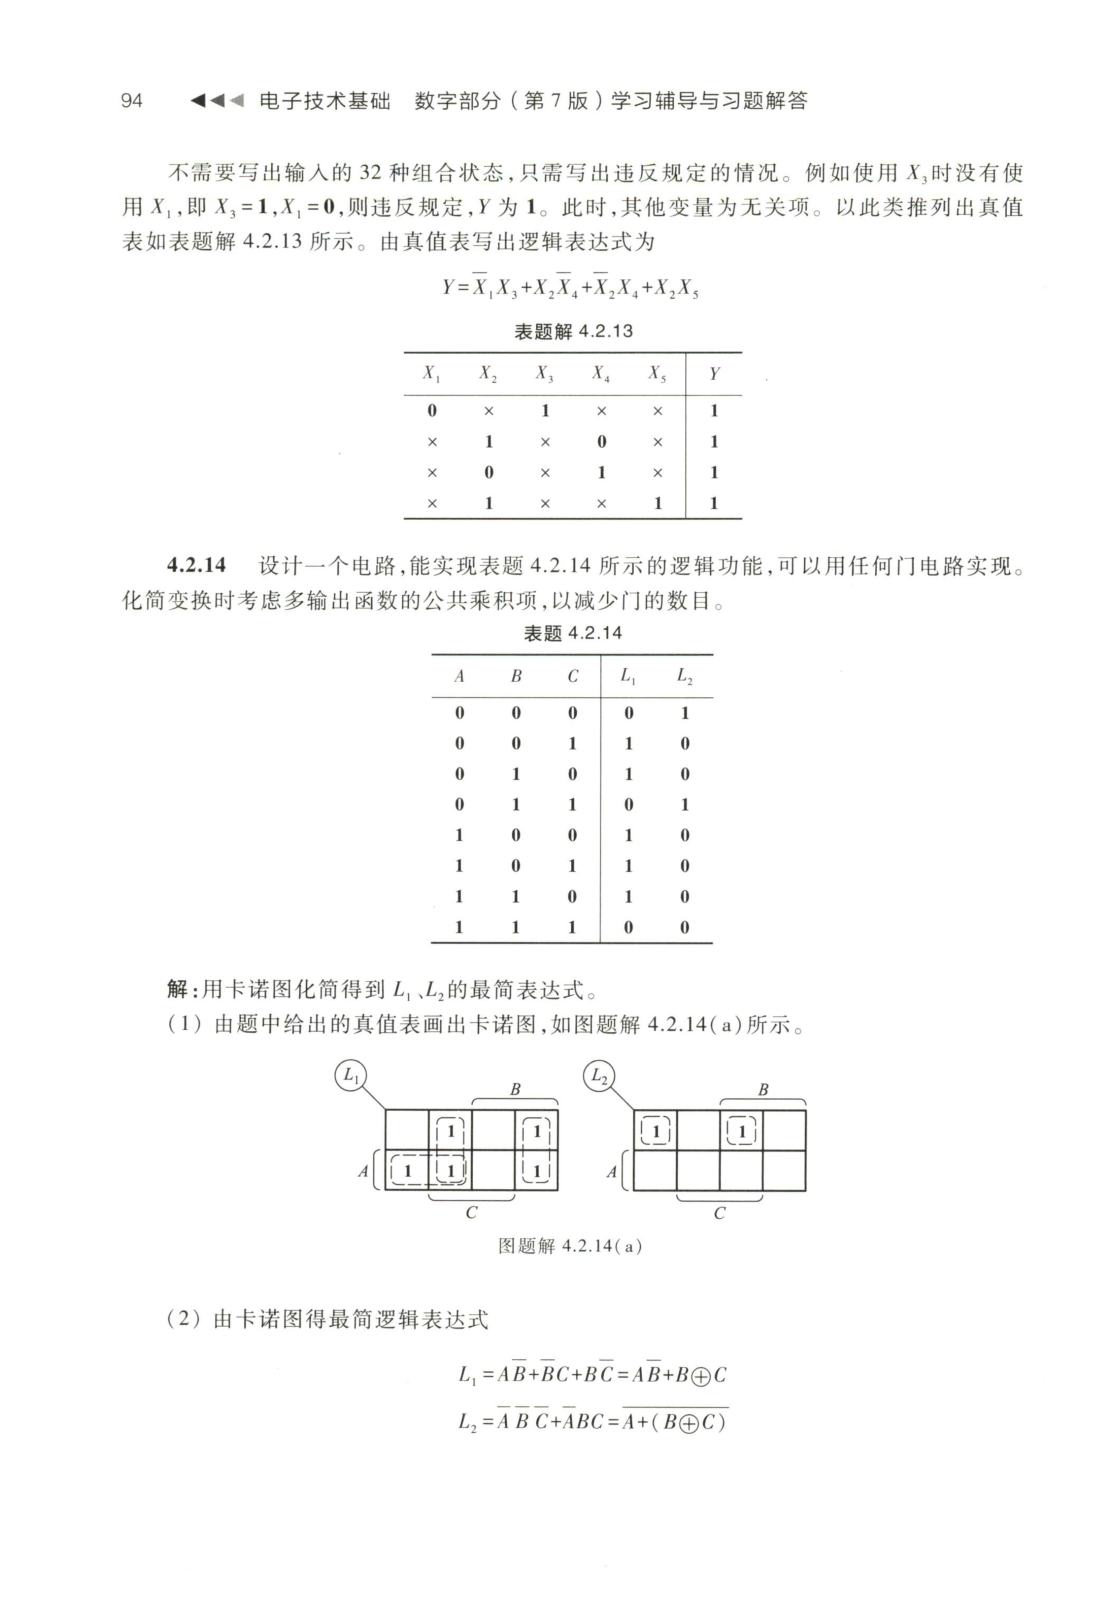 94 ◀◀◀ 电子技术基础 数字部分(第 7 版)学习辅导与习题解答
不需要写出输入的 32 种组合状态,只需写出违反规定的情况。例如使用 X₃时没有使
用 X₁,即 X₃=1,X₁=0,则违反规定,Y 为 1。此时,其他变量为无关项。以此类推列出真值
表如表题解 4.2.13 所示。由真值表写出逻辑表达式为
Y=X̅₁X₃+X₂X̅₄+X̅₂X₄+X₂X₅
表题解 4.2.13
X₁ X₂ X₃ X₄ X₅ Y
0 × 1 × × 1
× 1 × 0 × 1
× 0 × 1 × 1
× 1 × × 1 1
4.2.14 设计一个电路,能实现表题 4.2.14 所示的逻辑功能,可以用任何门电路实现。
化简变换时考虑多输出函数的公共乘积项,以减少门的数目。
表题 4.2.14
A B C L₁ L₂
0 0 0 0 1
0 0 1 1 0
0 1 0 1 0
0 1 1 0 1
1 0 0 1 0
1 0 1 1 0
1 1 0 1 0
1 1 1 0 0
解:用卡诺图化简得到 L₁、L₂的最简表达式。
(1) 由题中给出的真值表画出卡诺图,如图题解 4.2.14(a)所示。
L₁ L₂
B B
1 1 1 1
A 1 1 1 A
C C
图题解 4.2.14(a)
(2) 由卡诺图得最简逻辑表达式
L₁=AB̅+B̅C+BC̅=AB̅+B⊕C
L₂=A̅ B̅ C̅+A̅BC=A̅+̅(̅B̅⊕̅C̅)̅